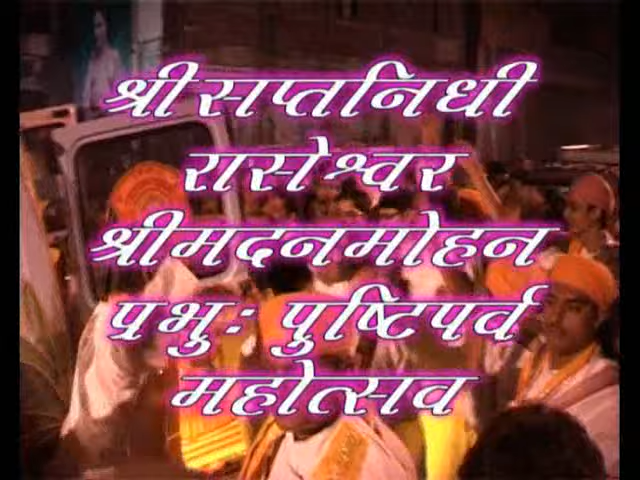 श्रीसप्तनिधी
रासेश्वर
श्रीमदनमोहन
प्रभुः पुष्टिपर्व
महोत्सव